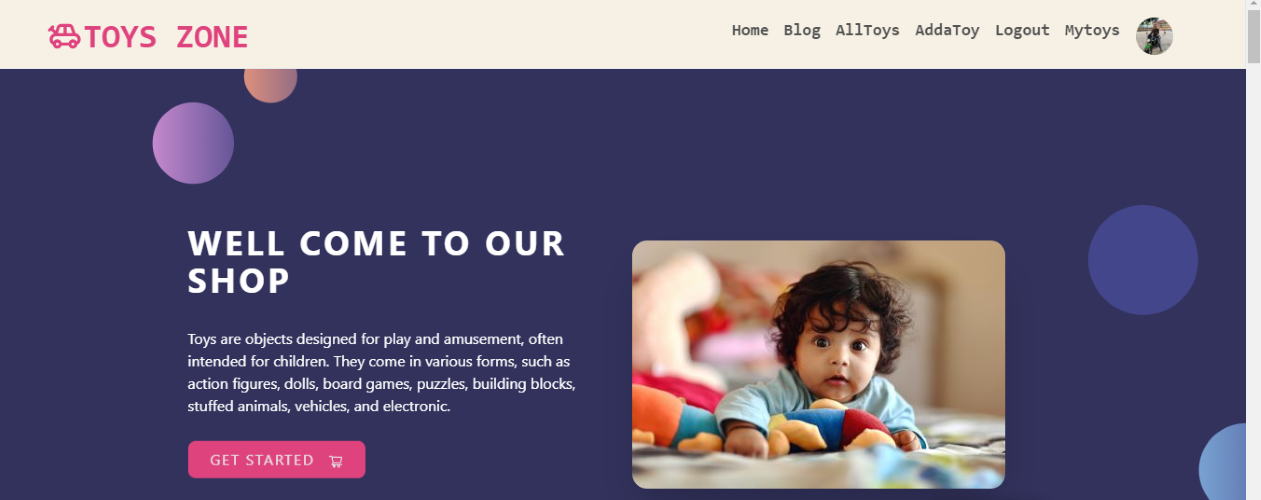 TOYS ZONE
Home Blog AllToys AddaToy Logout Mytoys
WELL COME TO OUR
SHOP
Toys are objects designed for play and amusement, often
intended for children. They come in various forms, such as
action figures, dolls, board games, puzzles, building blocks,
stuffed animals, vehicles, and electronic.
GET STARTED